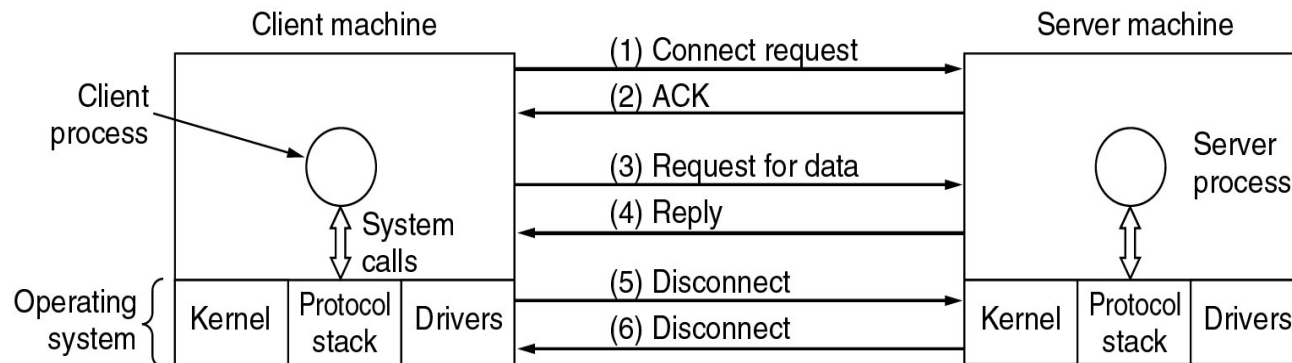 Client machine
Server machine
(1) Connect request
(2) ACK
Client
process
(3) Request for data
Server
process
(4) Reply
System
calls
(5) Disconnect
Operating
system
Kernel
Protocol
stack
Drivers
(6) Disconnect
Kernel
Protocol
stack
Drivers